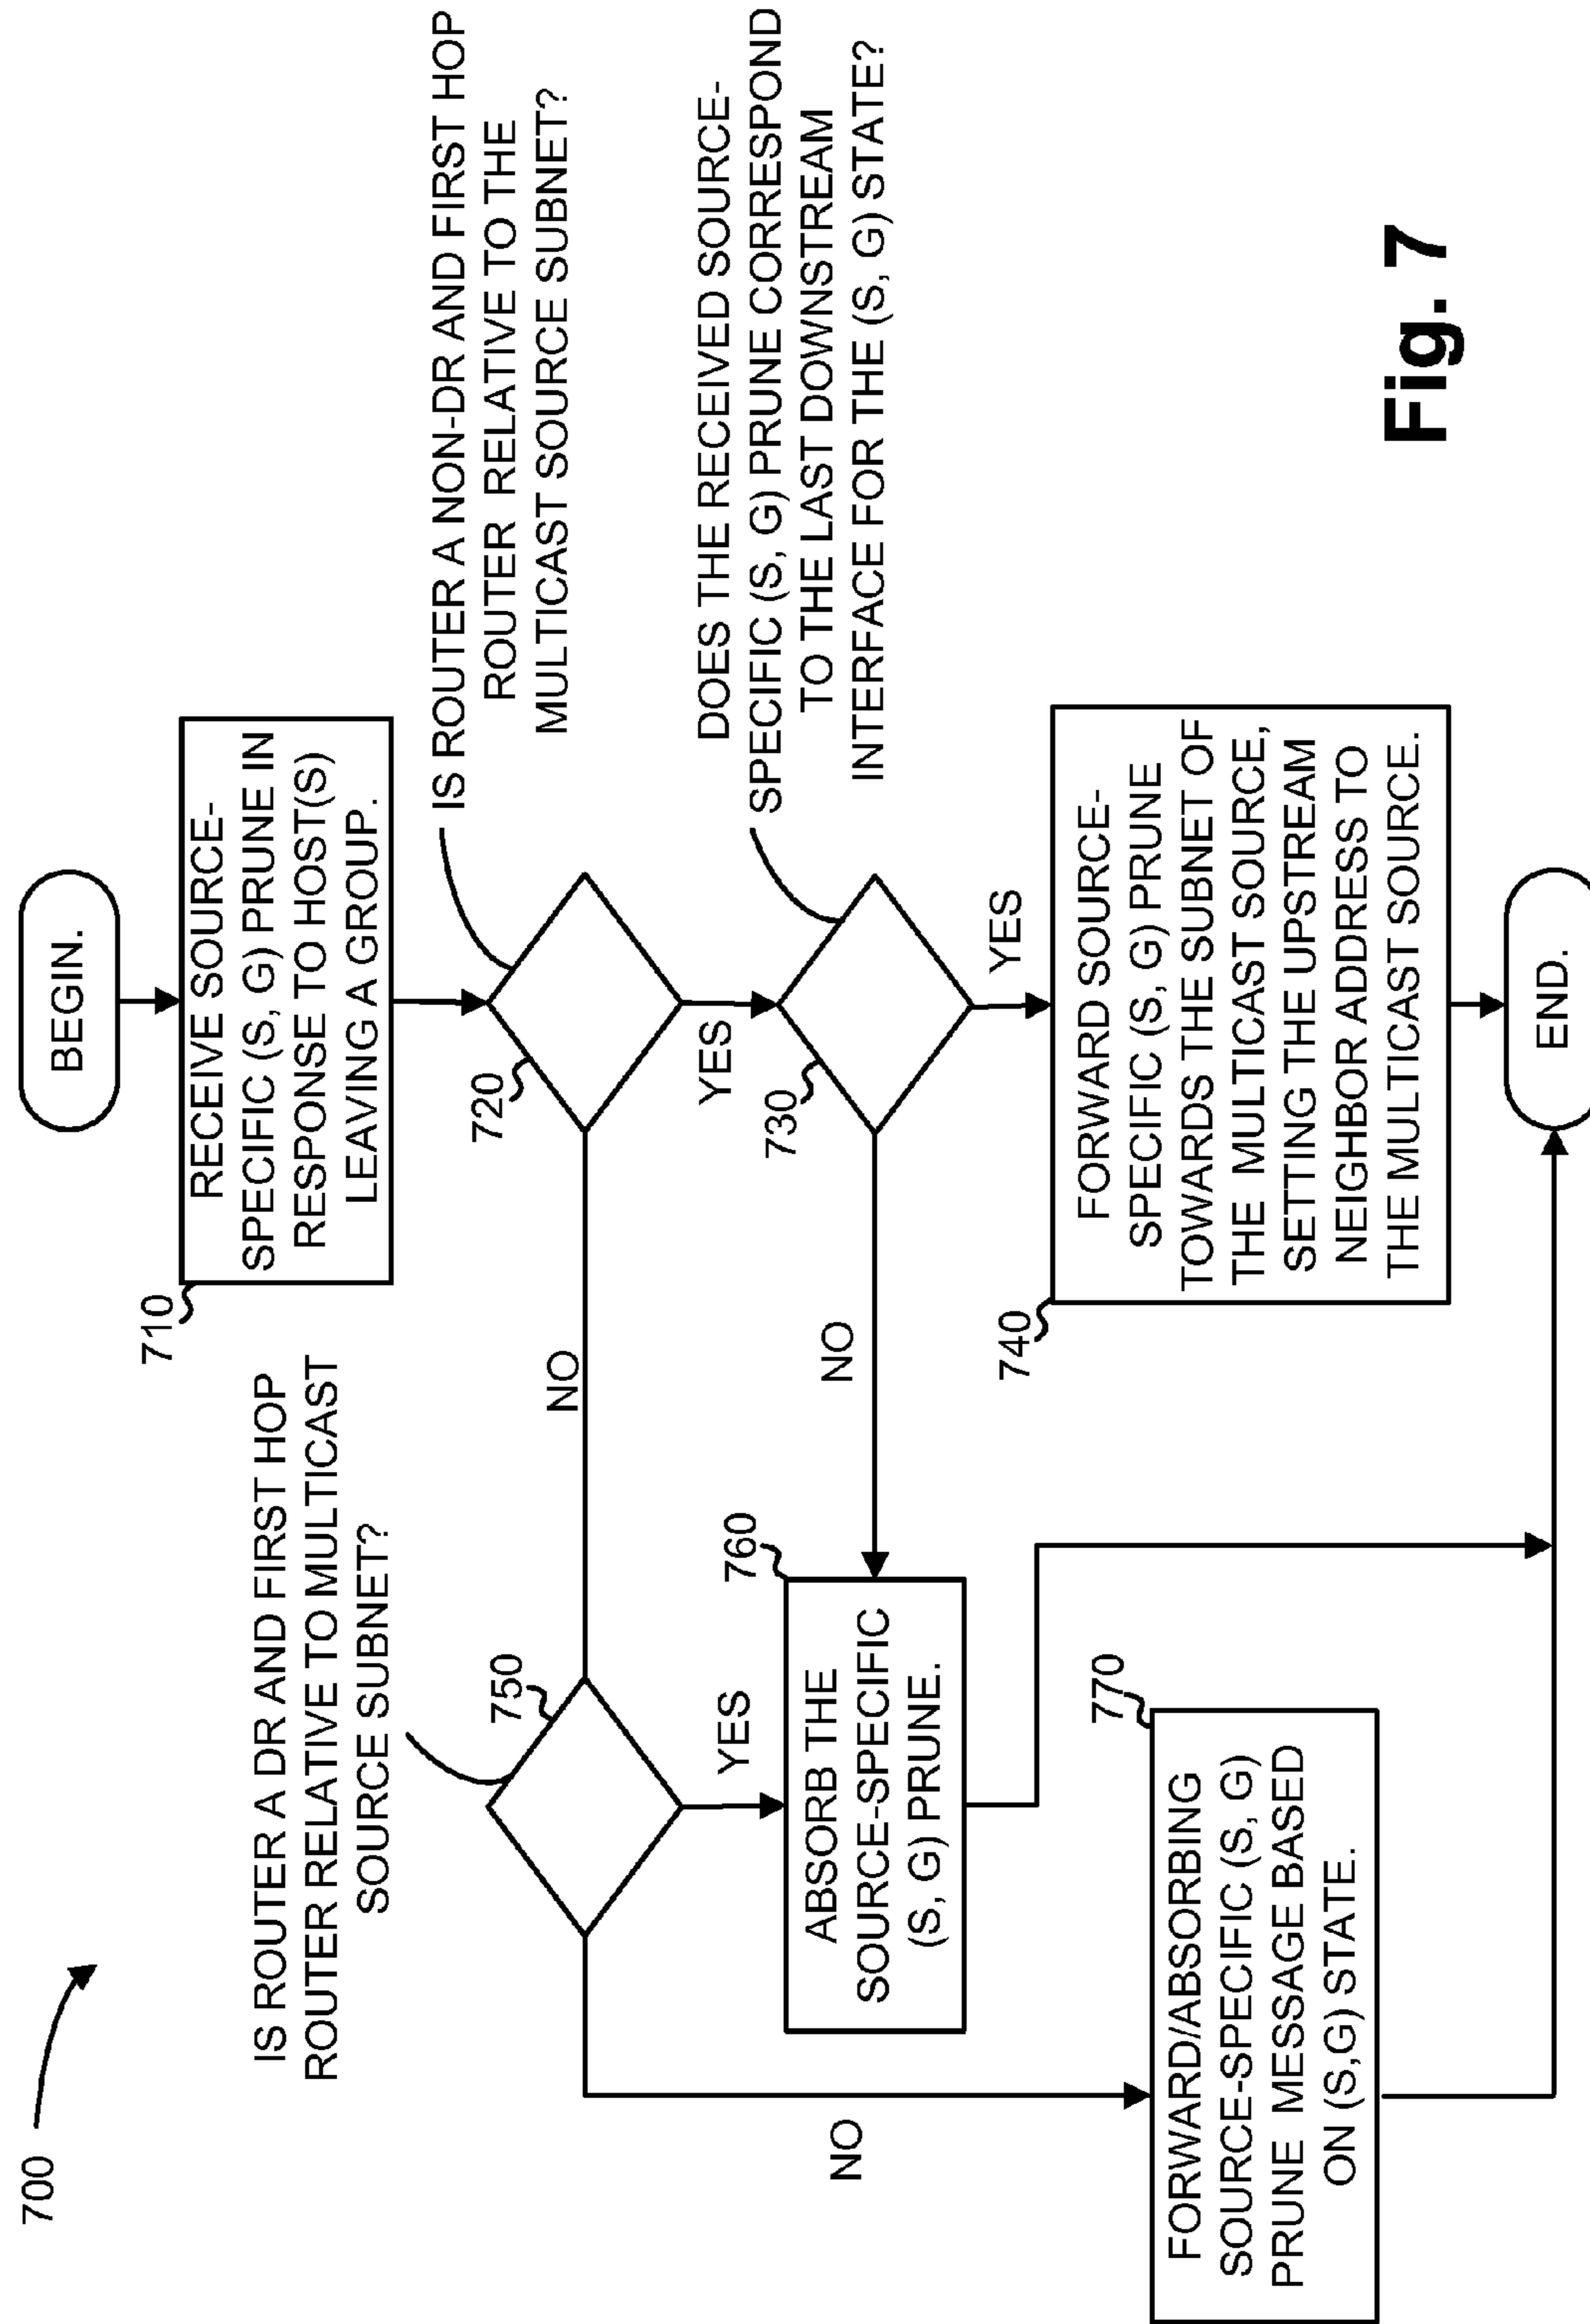 700
BEGIN.
710
RECEIVE SOURCE-
SPECIFIC (S, G) PRUNE IN
RESPONSE TO HOST(S)
LEAVING A GROUP.
IS ROUTER A NON-DR AND FIRST HOP
ROUTER RELATIVE TO THE
MULTICAST SOURCE SUBNET?
720
YES
NO
DOES THE RECEIVED SOURCE-
SPECIFIC (S, G) PRUNE CORRESPOND
TO THE LAST DOWNSTREAM
INTERFACE FOR THE (S, G) STATE?
730
YES
NO
740
FORWARD SOURCE-
SPECIFIC (S, G) PRUNE
TOWARDS THE SUBNET OF
THE MULTICAST SOURCE,
SETTING THE UPSTREAM
NEIGHBOR ADDRESS TO
THE MULTICAST SOURCE.
IS ROUTER A DR AND FIRST HOP
ROUTER RELATIVE TO MULTICAST
SOURCE SUBNET?
750
YES
NO
760
ABSORB THE
SOURCE-SPECIFIC
(S, G) PRUNE.
770
FORWARD/ABSORBING
SOURCE-SPECIFIC (S, G)
PRUNE MESSAGE BASED
ON (S,G) STATE.
END.
Fig. 7